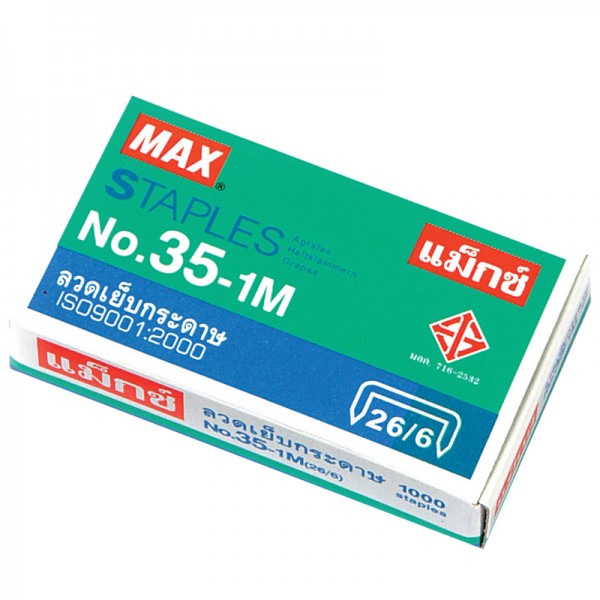 MAX®
STAPLES
Agrafes
Heftklammern
Grapas
No.35-1M
แม็กซ์
ลวดเย็บกระดาษ
ISO9001:2000
มอก. 716-2532
26/6
แม็กซ์
ลวดเย็บกระดาษ
No.35-1M(26/6)
1000
staples